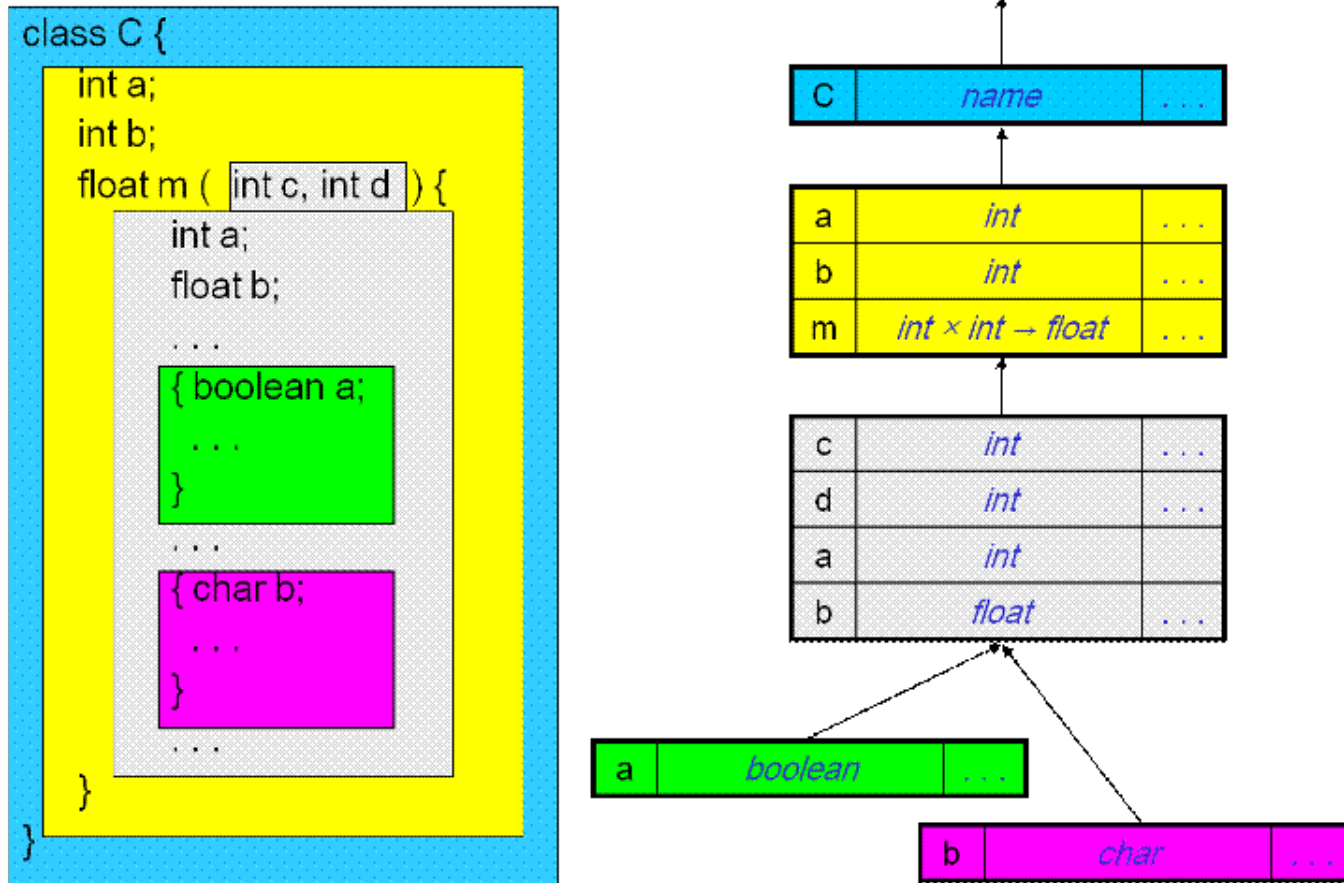 class C {
int a;
int b;
float m ( int c, int d ) {
int a;
float b;
. . .
{ boolean a;
. . .
}
. . .
{ char b;
. . .
}
. . .
}
}
C name . . .
a int . . .
b int . . .
m int × int → float . . .
c int . . .
d int . . .
a int
b float . . .
a boolean . . .
b char . . .